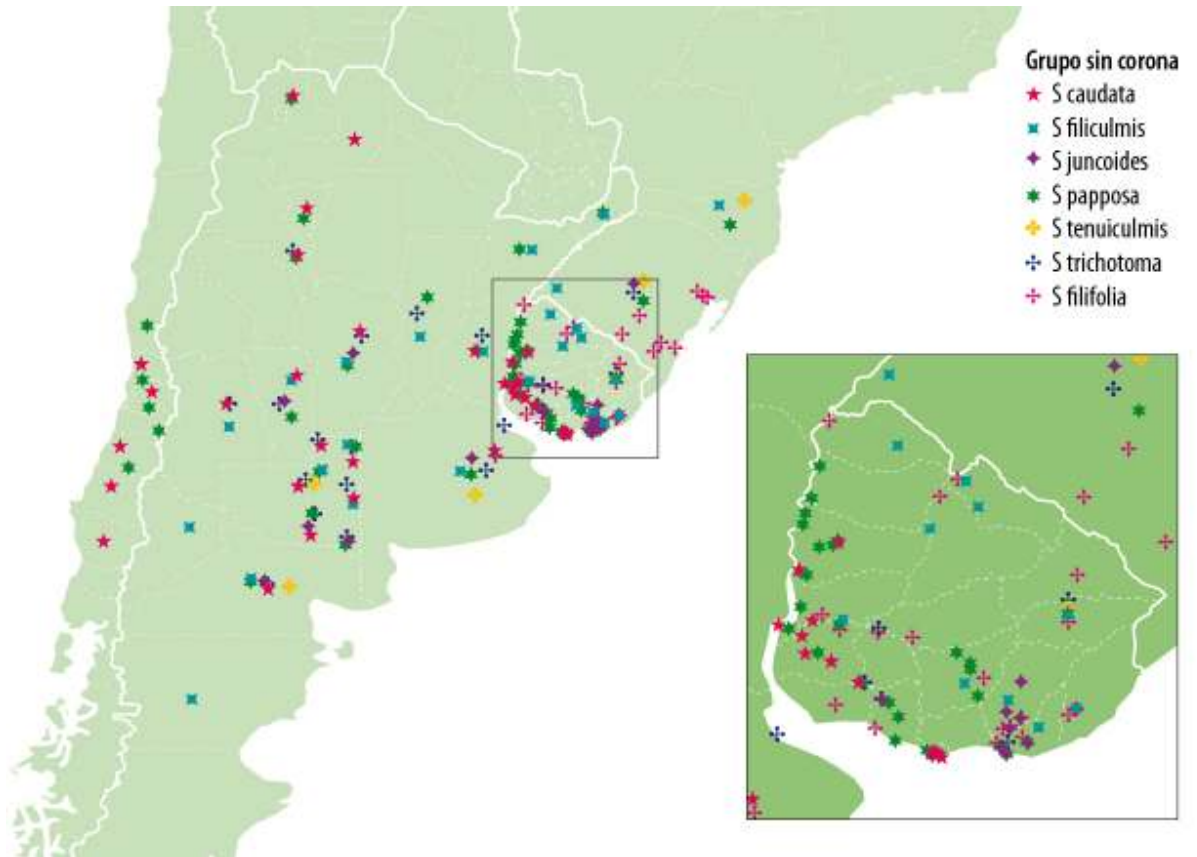 Grupo sin corona
S caudata
S filiculmis
S juncoides
S papposa
S tenuiculmis
S trichotoma
S filifolia